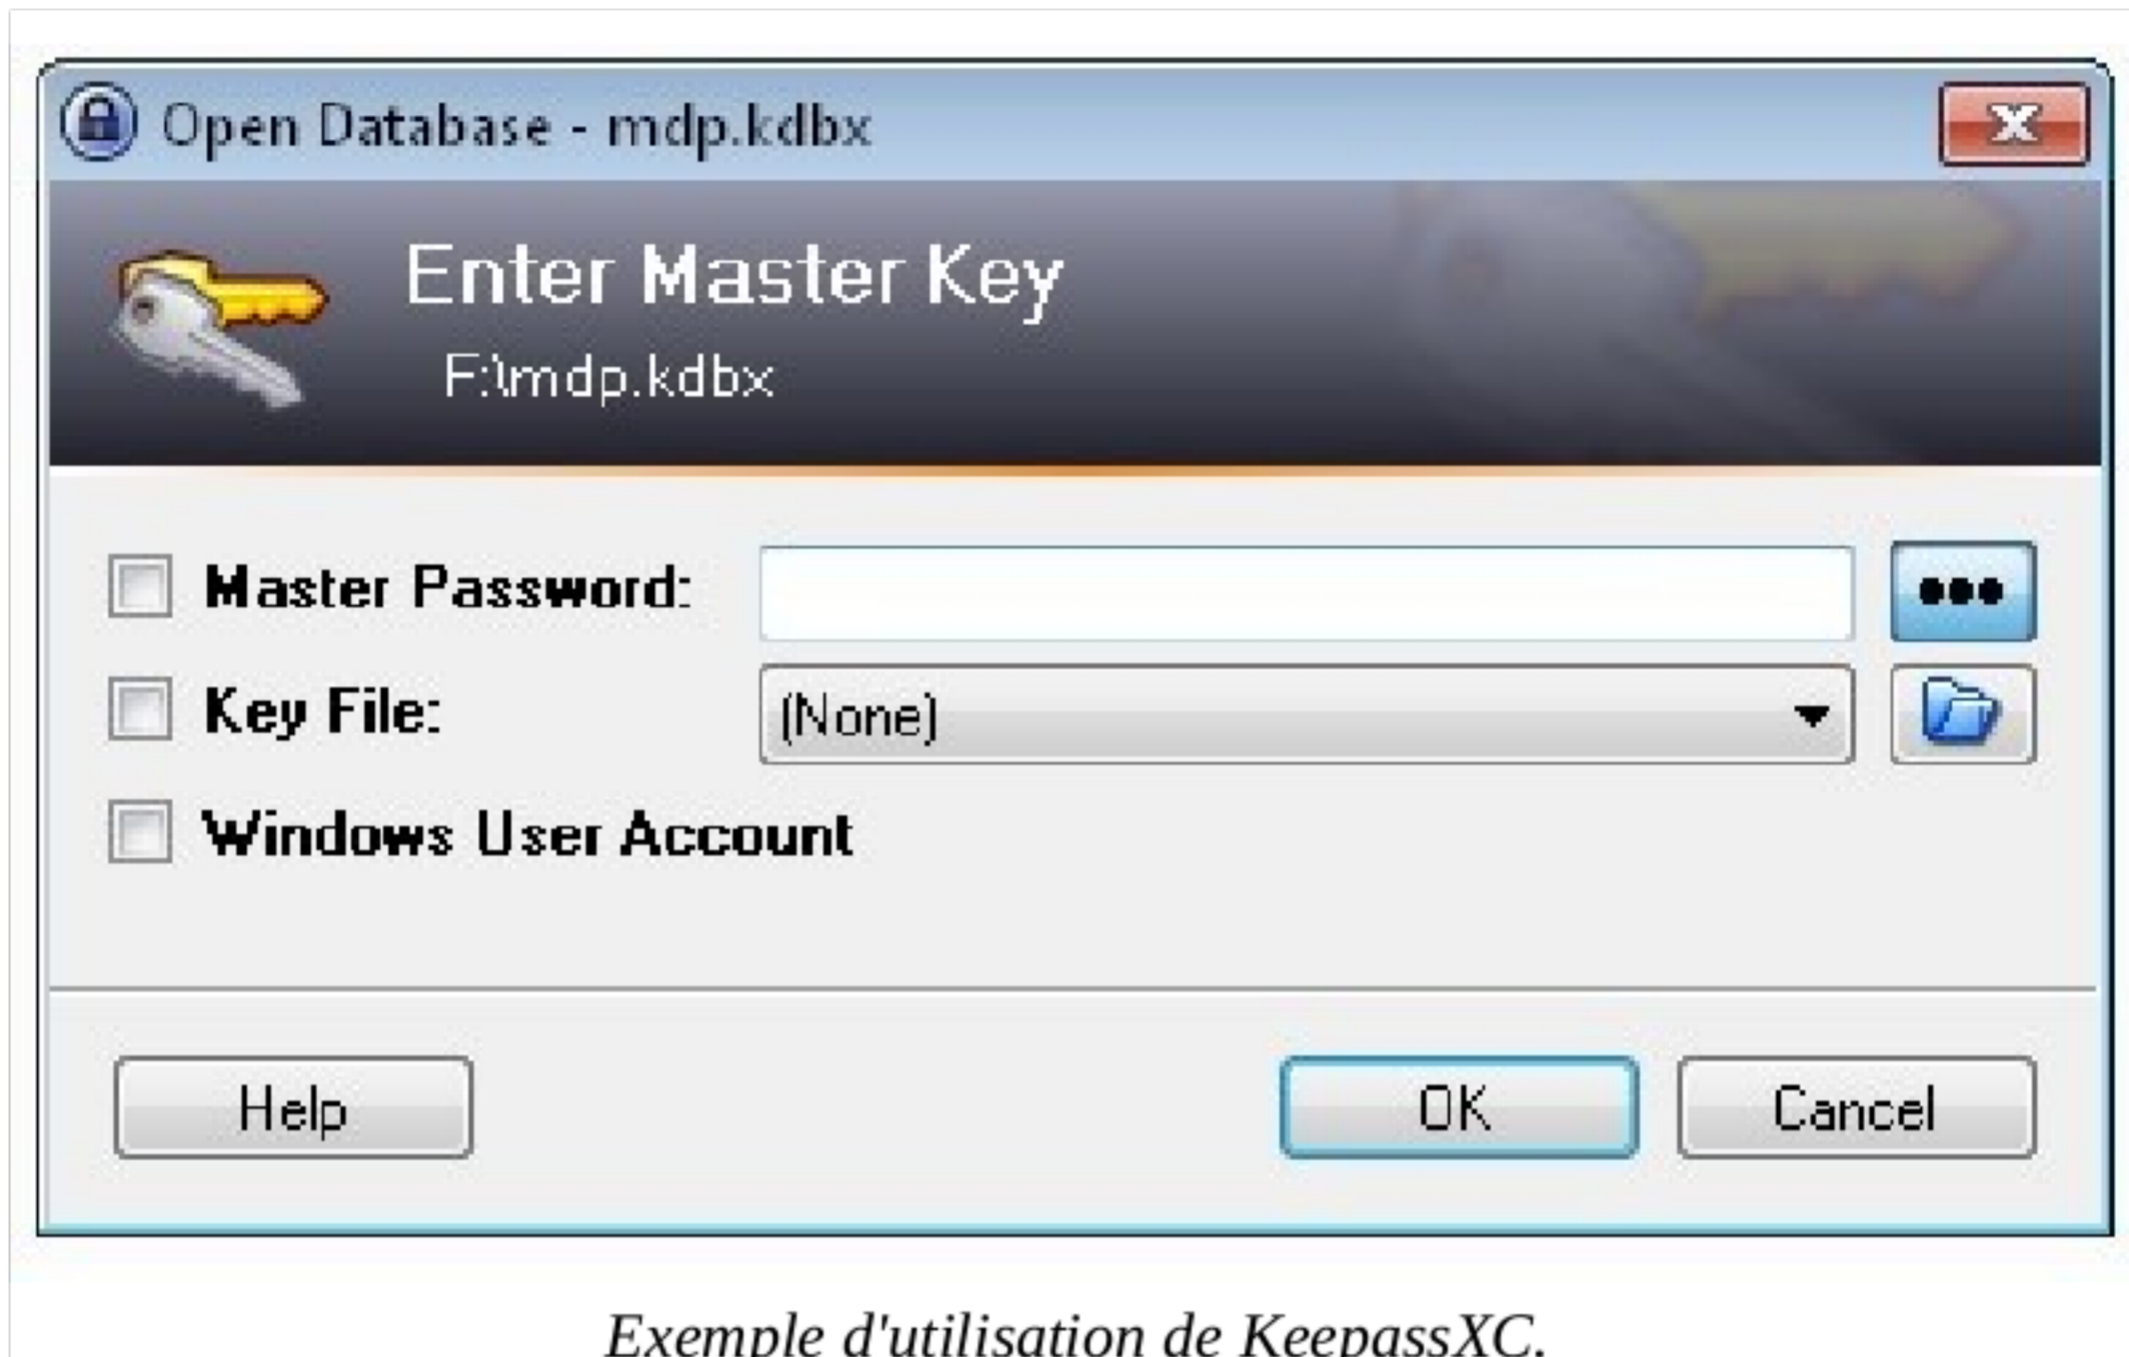 Open Database - mdp.kdbx
Enter Master Key
F:\mdp.kdbx
Master Password:
Key File: (None)
Windows User Account
Help OK Cancel
Exemple d'utilisation de KeepassXC.